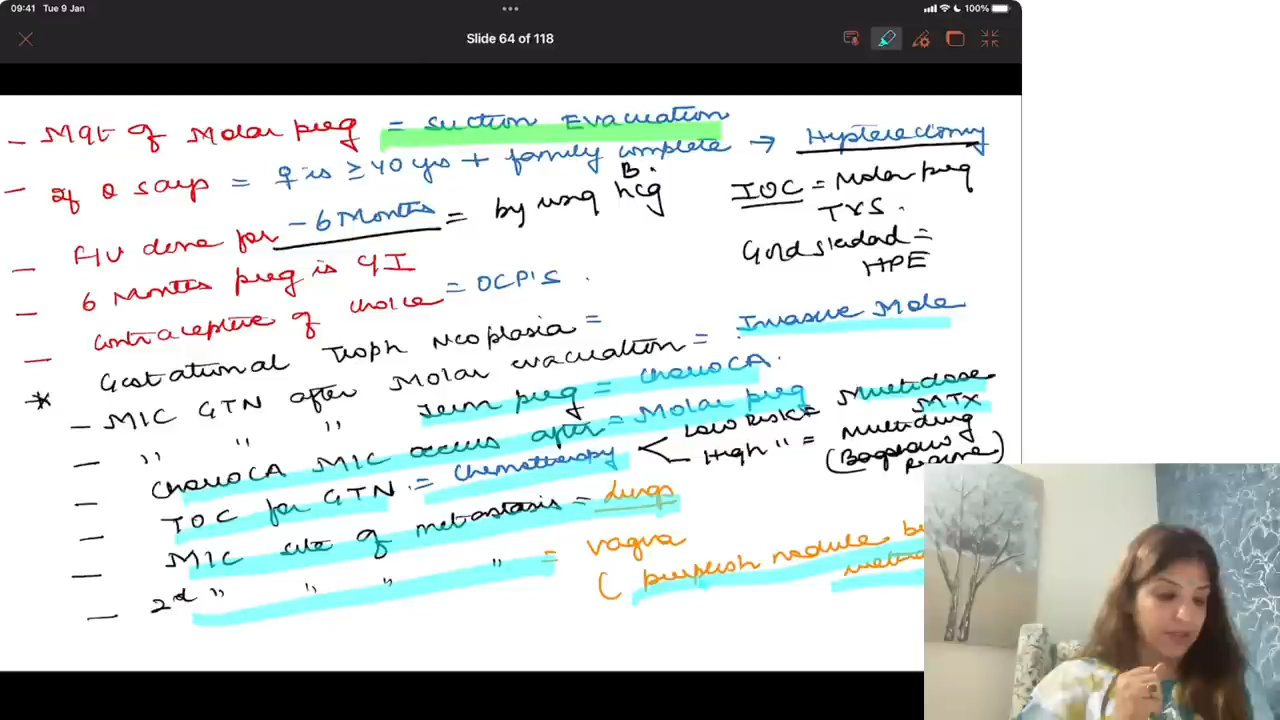 09:41 Tue 9 Jan
100%
Slide 64 of 118
- Mgt of Molar preg = Suction Evacuation
- If Q says = ♀ is ≥ 40 yrs + family complete → Hysterectomy
- F/U done for - 6 Months = by using B. hcg
- 6 Months preg is CI
- Contraceptive of choice = OCP'S.
IOC = Molar preg
TVS.
Gold standard =
HPE
* Gestational Troph Neoplasia =
- MIC GTN after Molar evacuation = Invasive Mole
- " " " Term preg = ChorioCA.
- ChorioCA MIC occurs after = Molar preg
- TOC for GTN. = Chemotherapy < Low Risk = Multidose MTX
High " = Multidrug
(Bagshaw Regime)
- MIC site of metastasis = Lungs
- 2nd " " " " = vagina
( purplish nodule